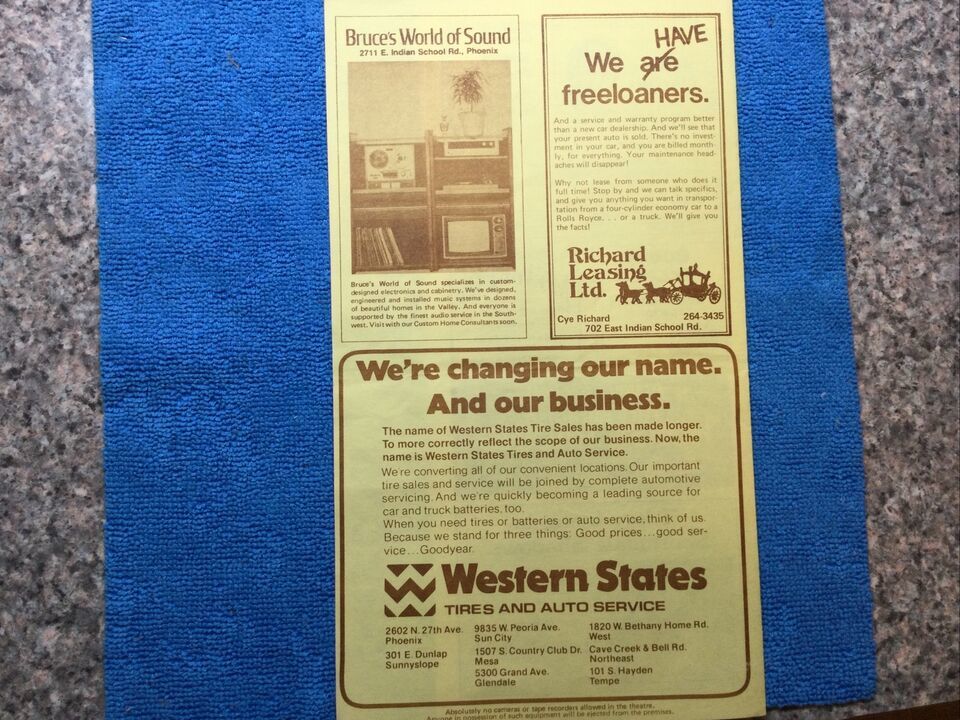 Bruce's World of Sound
2711 E. Indian School Rd., Phoenix
Bruce's World of Sound specializes in custom-
designed electronics and cabinetry. We've designed,
engineered and installed music systems in dozens
of beautiful homes in the Valley. And everyone is
supported by the finest audio service in the South-
west. Visit with our Custom Home Consultants soon.
HAVE
We are
freeloaners.
And a service and warranty program better
than a new car dealership. And we'll see that
your present auto is sold. There's no invest-
ment in your car, and you are billed month-
ly, for everything. Your maintenance head-
aches will disappear!
Why not lease from someone who does it
full time! Stop by and we can talk specifics,
and give you anything you want in transpor-
tation from a four-cylinder economy car to a
Rolls Royce. . . or a truck. We'll give you
the facts!
Richard
Leasing
Ltd.
Cye Richard 264-3435
702 East Indian School Rd.
We're changing our name.
And our business.
The name of Western States Tire Sales has been made longer.
To more correctly reflect the scope of our business. Now, the
name is Western States Tires and Auto Service.
We're converting all of our convenient locations. Our important
tire sales and service will be joined by complete automotive
servicing. And we're quickly becoming a leading source for
car and truck batteries, too.
When you need tires or batteries or auto service, think of us.
Because we stand for three things: Good prices...good ser-
vice...Goodyear.
Western States
TIRES AND AUTO SERVICE
2602 N. 27th Ave.
Phoenix
301 E. Dunlap
Sunnyslope
9835 W. Peoria Ave.
Sun City
1507 S. Country Club Dr.
Mesa
5300 Grand Ave.
Glendale
1820 W. Bethany Home Rd.
West
Cave Creek & Bell Rd.
Northeast
101 S. Hayden
Tempe
Absolutely no cameras or tape recorders allowed in the theatre.
Anyone in possession of such equipment will be ejected from the premises.